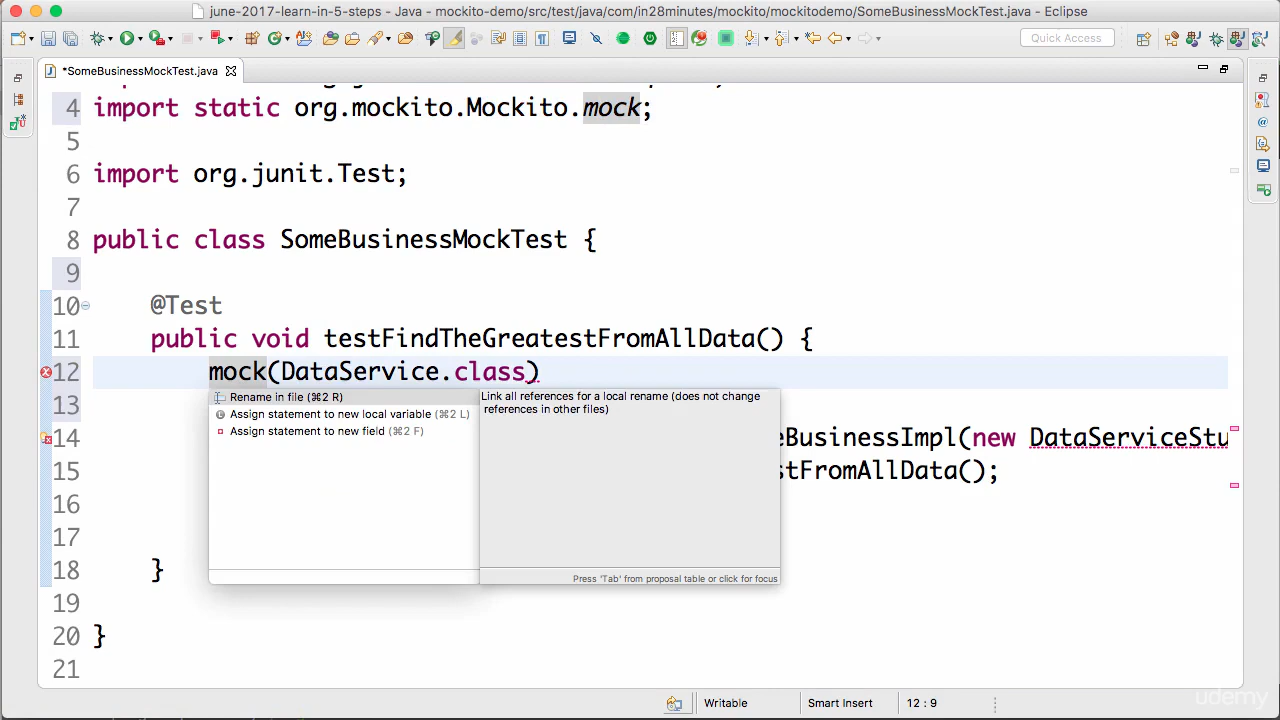 june-2017-learn-in-5-steps - Java - mockito-demo/src/test/java/com/in28minutes/mockito/mockitodemo/SomeBusinessMockTest.java - Eclipse
Quick Access
*SomeBusinessMockTest.java
4 import static org.mockito.Mockito.mock;
5
6 import org.junit.Test;
7
8 public class SomeBusinessMockTest {
9
10 @Test
11 public void testFindTheGreatestFromAllData() {
12 mock(DataService.class)
Rename in file (⌘2 R)
Assign statement to new local variable (⌘2 L)
Assign statement to new field (⌘2 F)
Link all references for a local rename (does not change
references in other files)
Press 'Tab' from proposal table or click for focus
13
14 eBusinessImpl(new DataServiceStu
15 stFromAllData();
16
17
18 }
19
20 }
21
Writable
Smart Insert
12 : 9
udemy